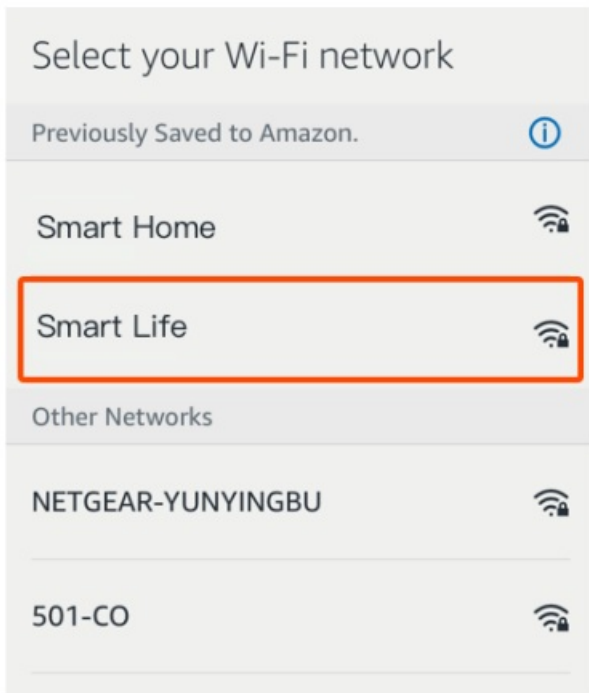 Select your Wi-Fi network
Previously Saved to Amazon.
Smart Home
Smart Life
Other Networks
NETGEAR-YUNYINGBU
501-CO